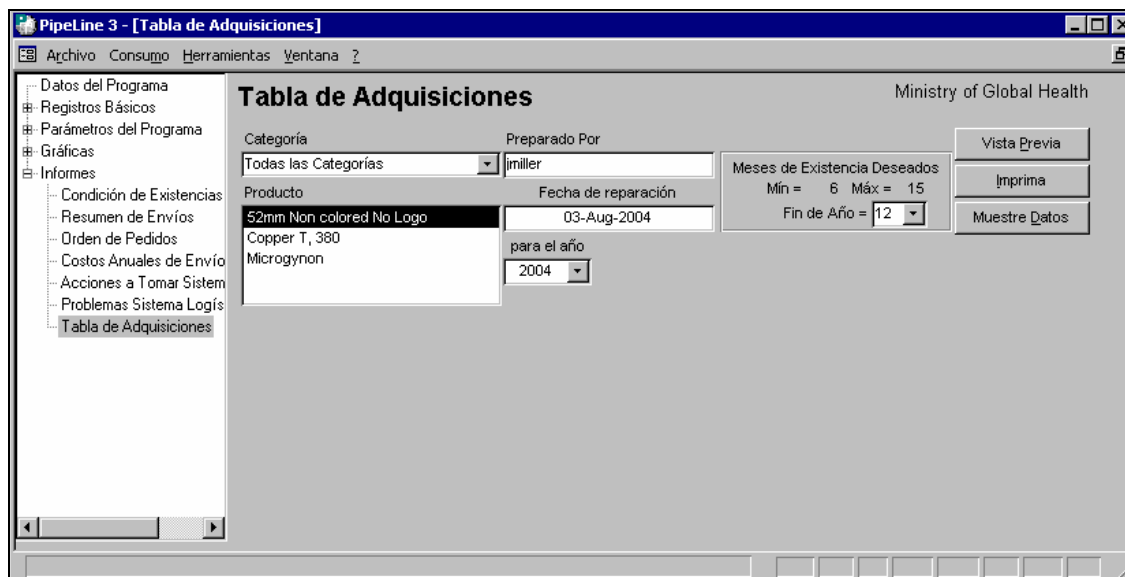 PipeLine 3 - [Tabla de Adquisiciones]
Archivo Consumo Herramientas Ventana ?
Datos del Programa
Registros Básicos
Parámetros del Programa
Gráficas
Informes
Condición de Existencias
Resumen de Envíos
Orden de Pedidos
Costos Anuales de Envío
Acciones a Tomar Sistem
Problemas Sistema Logís
Tabla de Adquisiciones
Tabla de Adquisiciones
Ministry of Global Health
Categoría
Todas las Categorías
Preparado Por
jmiller
Producto
52mm Non colored No Logo
Copper T, 380
Microgynon
Fecha de reparación
03-Aug-2004
para el año
2004
Meses de Existencia Deseados
Mín = 6 Máx = 15
Fin de Año = 12
Vista Previa
Imprima
Muestre Datos